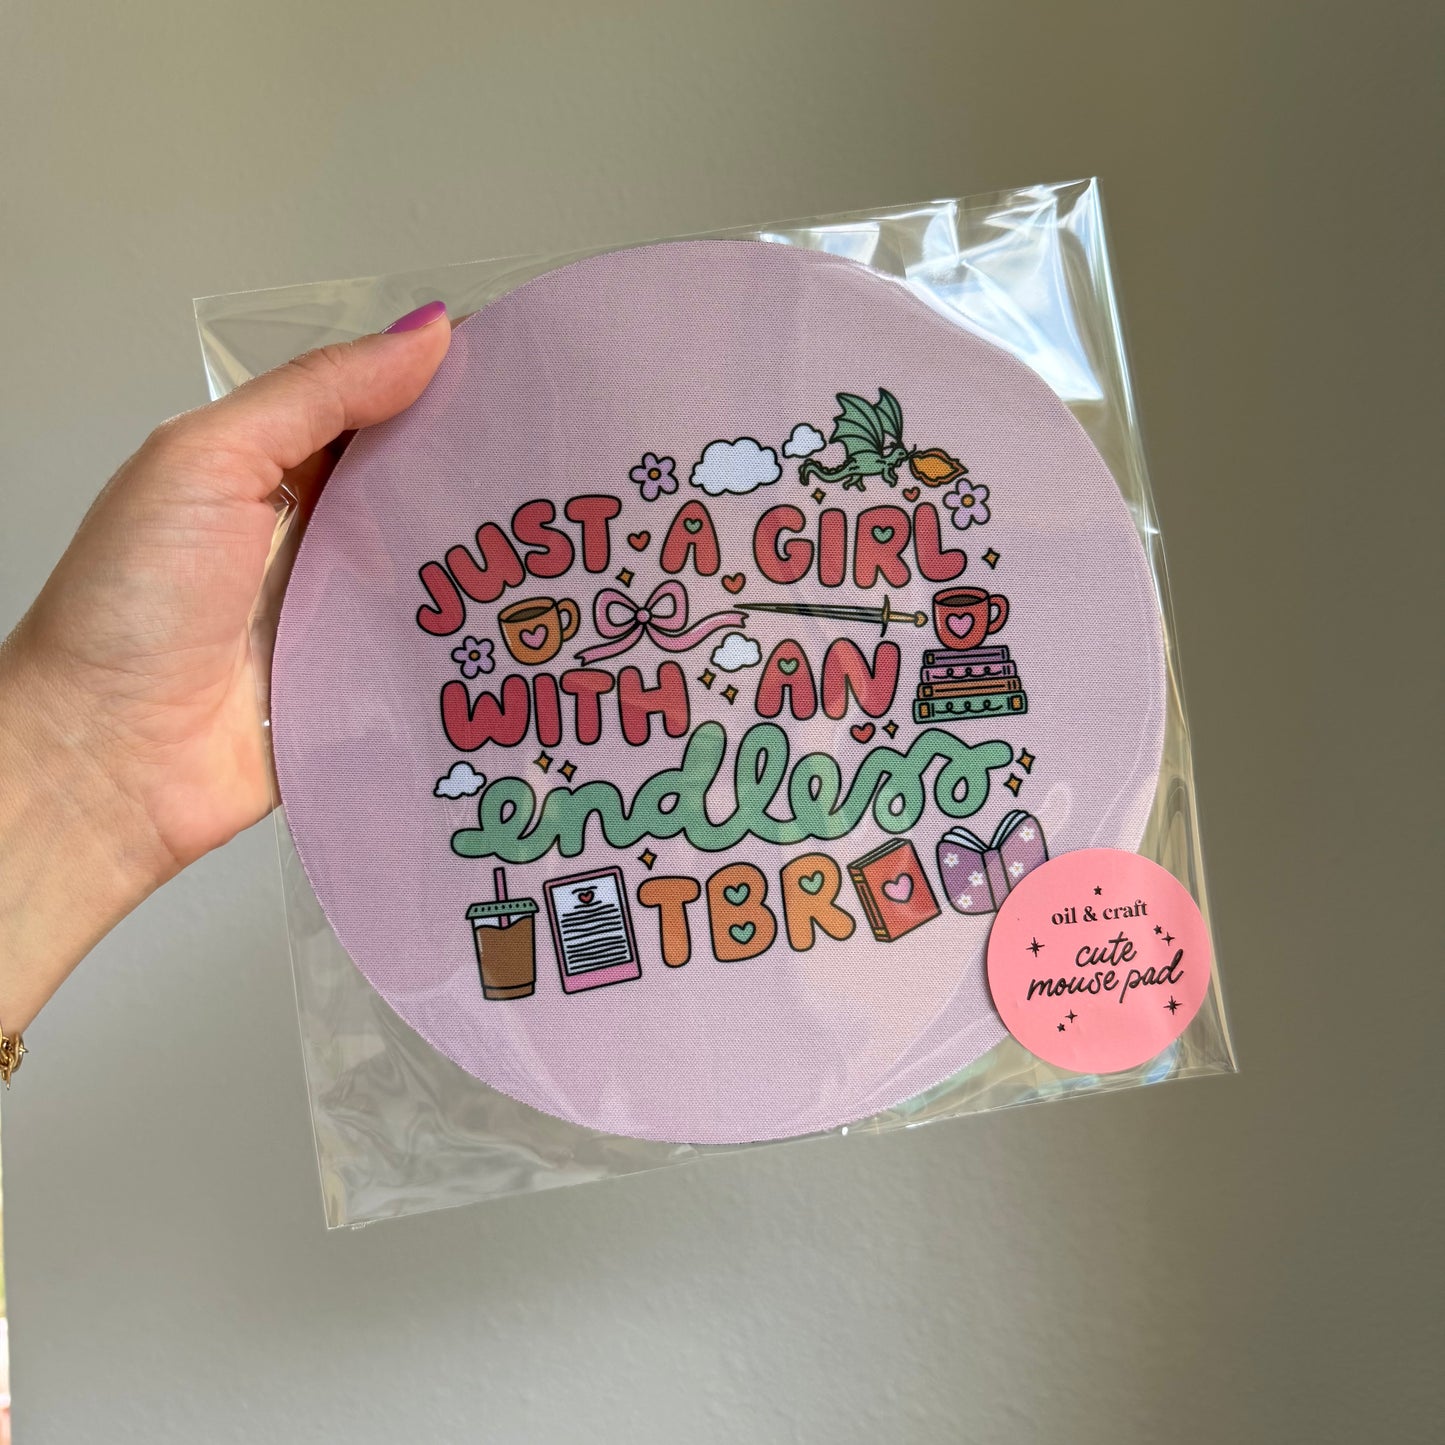 JUST A GIRL
WITH AN
endless
TBR
oil & craft
cute
mouse pad